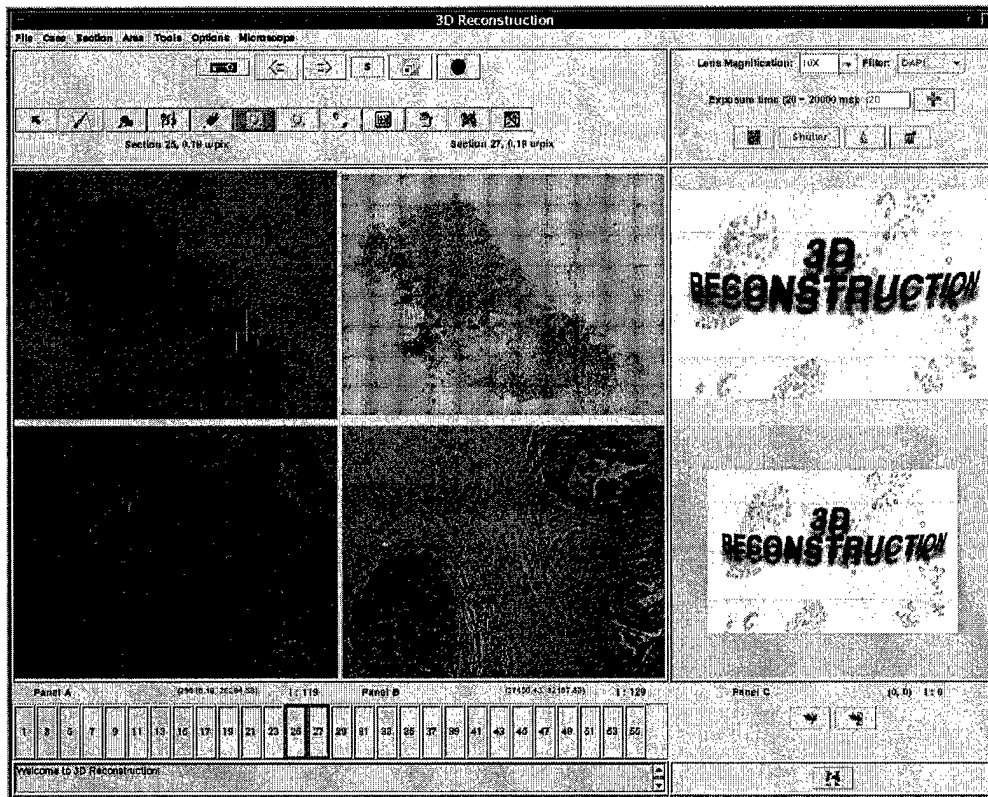 3D Reconstruction
File Case Section Area Tools Options Microscope
S
Lens Magnification: 10X Filter: DAPI
Exposure time (20 - 20000 ms) 20
Shutter
Section 25, 0.19 u/pix Section 27, 0.19 u/pix
3D
RECONSTRUCTION
3D
RECONSTRUCTION
Panel A I : 119 Panel B I : 129 Panel C (0, 0) I : 0
1 3 5 7 9 11 13 15 17 19 21 23 25 27 29 31 33 35 37 39 41 43 45 47 49 51 53 55
Welcome to 3D Reconstruction!